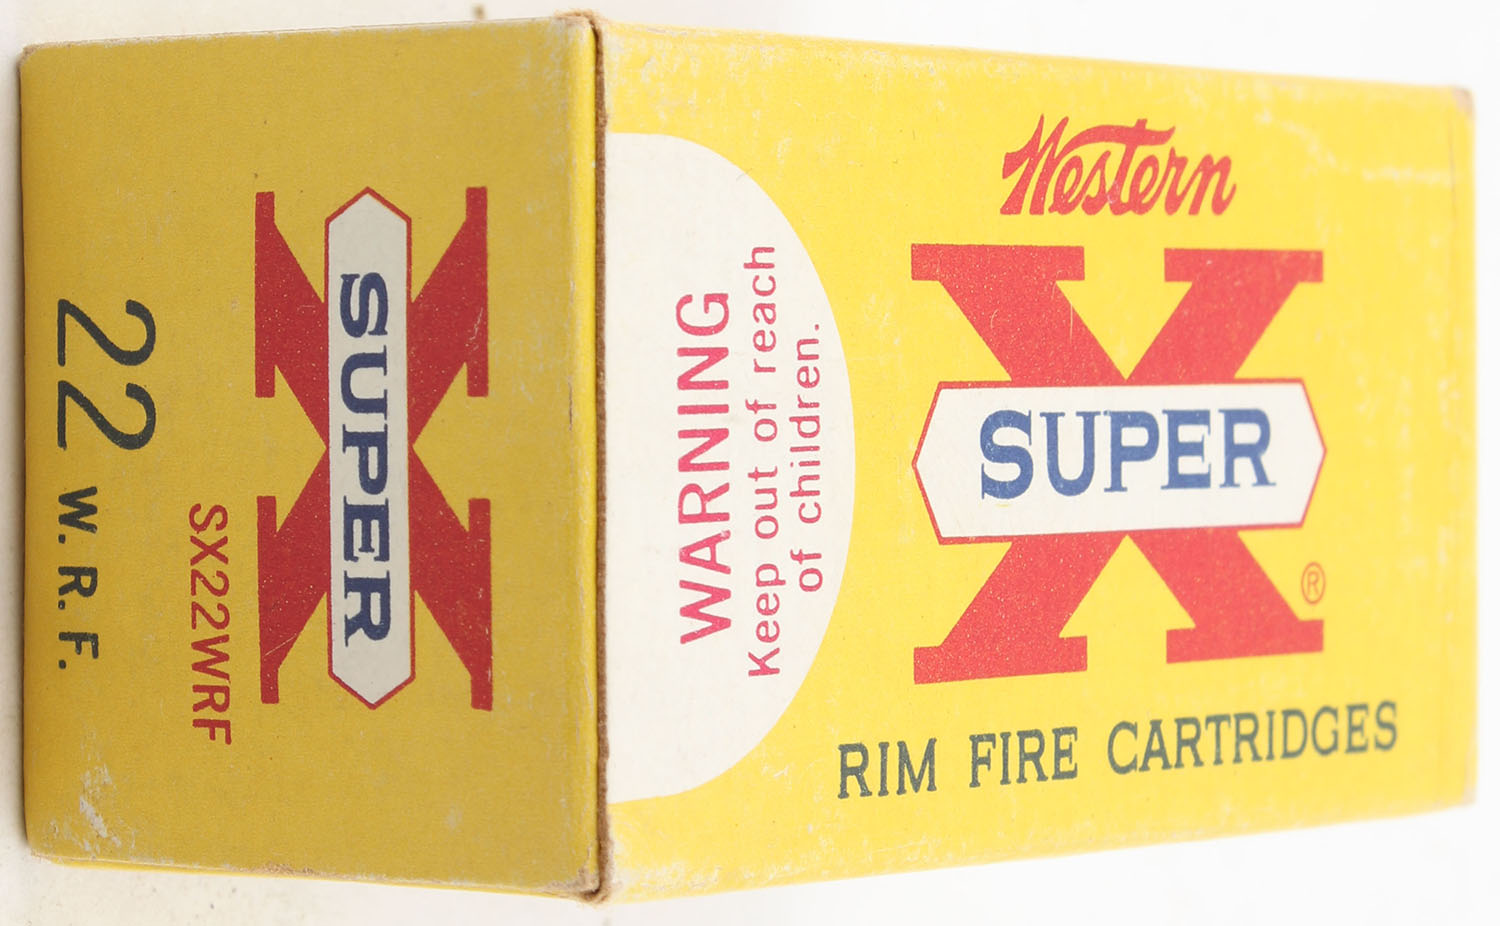 Western
SUPER
X
®
RIM FIRE CARTRIDGES
WARNING
Keep out of reach
of children.
SUPER
X
SX22WRF
22 W. R. F.